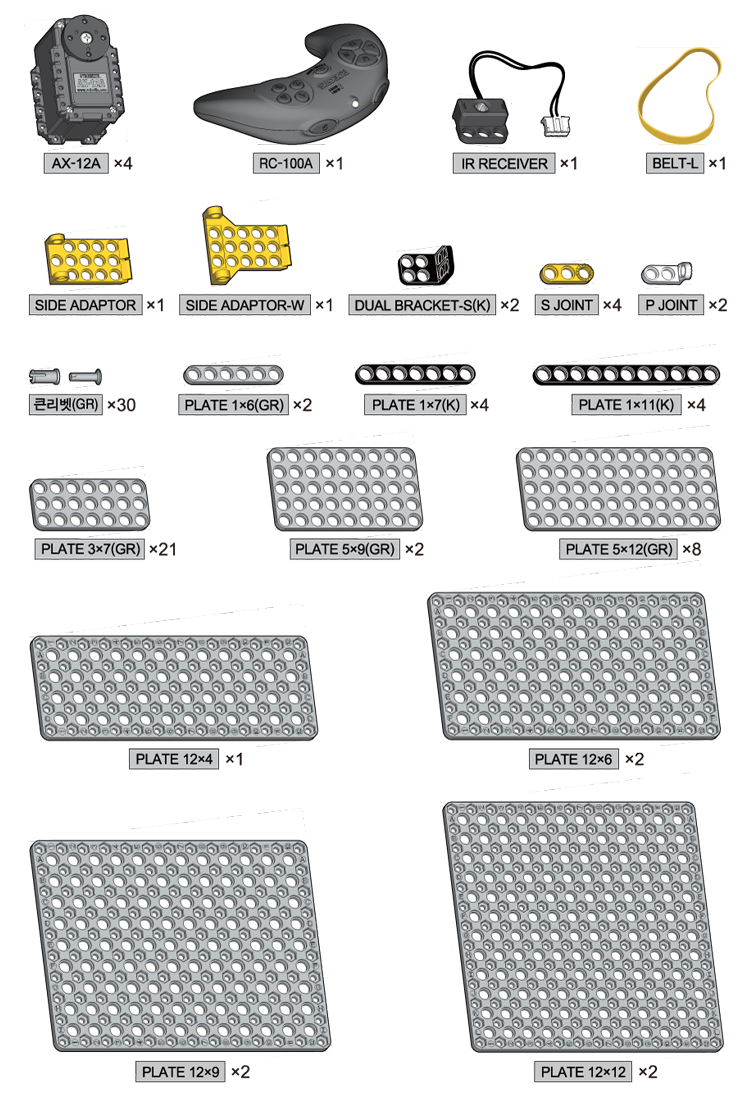 AX-12A ×4
RC-100A ×1
IR RECEIVER ×1
BELT-L ×1
SIDE ADAPTOR ×1
SIDE ADAPTOR-W ×1
DUAL BRACKET-S(K) ×2
S JOINT ×4
P JOINT ×2
큰리벳(GR) ×30
PLATE 1×6(GR) ×2
PLATE 1×7(K) ×4
PLATE 1×11(K) ×4
PLATE 3×7(GR) ×21
PLATE 5×9(GR) ×2
PLATE 5×12(GR) ×8
PLATE 12×4 ×1
PLATE 12×6 ×2
PLATE 12×9 ×2
PLATE 12×12 ×2